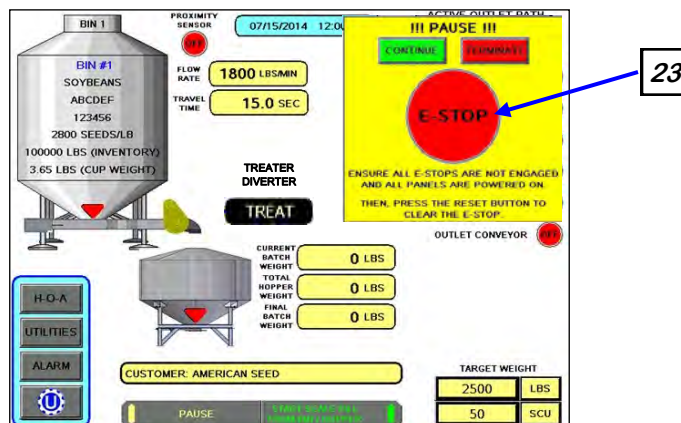 BIN 1
BIN #1
SOYBEANS
ABCDEF
123456
2800 SEEDS/LB
100000 LBS (INVENTORY)
3.65 LBS (CUP WEIGHT)
PROXIMITY
SENSOR
OFF
07/15/2014 12:0
FLOW
RATE
1800 LBS/MIN
TRAVEL
TIME
15.0 SEC
ACTIVE OUTLET PATH
!!! PAUSE !!!
CONTINUE
TERMINATE
E-STOP
23
ENSURE ALL E-STOPS ARE NOT ENGAGED
AND ALL PANELS ARE POWERED ON.
THEN, PRESS THE RESET BUTTON TO
CLEAR THE E-STOP.
OUTLET CONVEYOR
OFF
TREATER
DIVERTER
TREAT
CURRENT
BATCH
WEIGHT
0 LBS
TOTAL
HOPPER
WEIGHT
0 LBS
FINAL
BATCH
WEIGHT
0 LBS
H-O-A
UTILITIES
ALARM
U
CUSTOMER: AMERICAN SEED
PAUSE
TARGET WEIGHT
2500 LBS
50 SCU